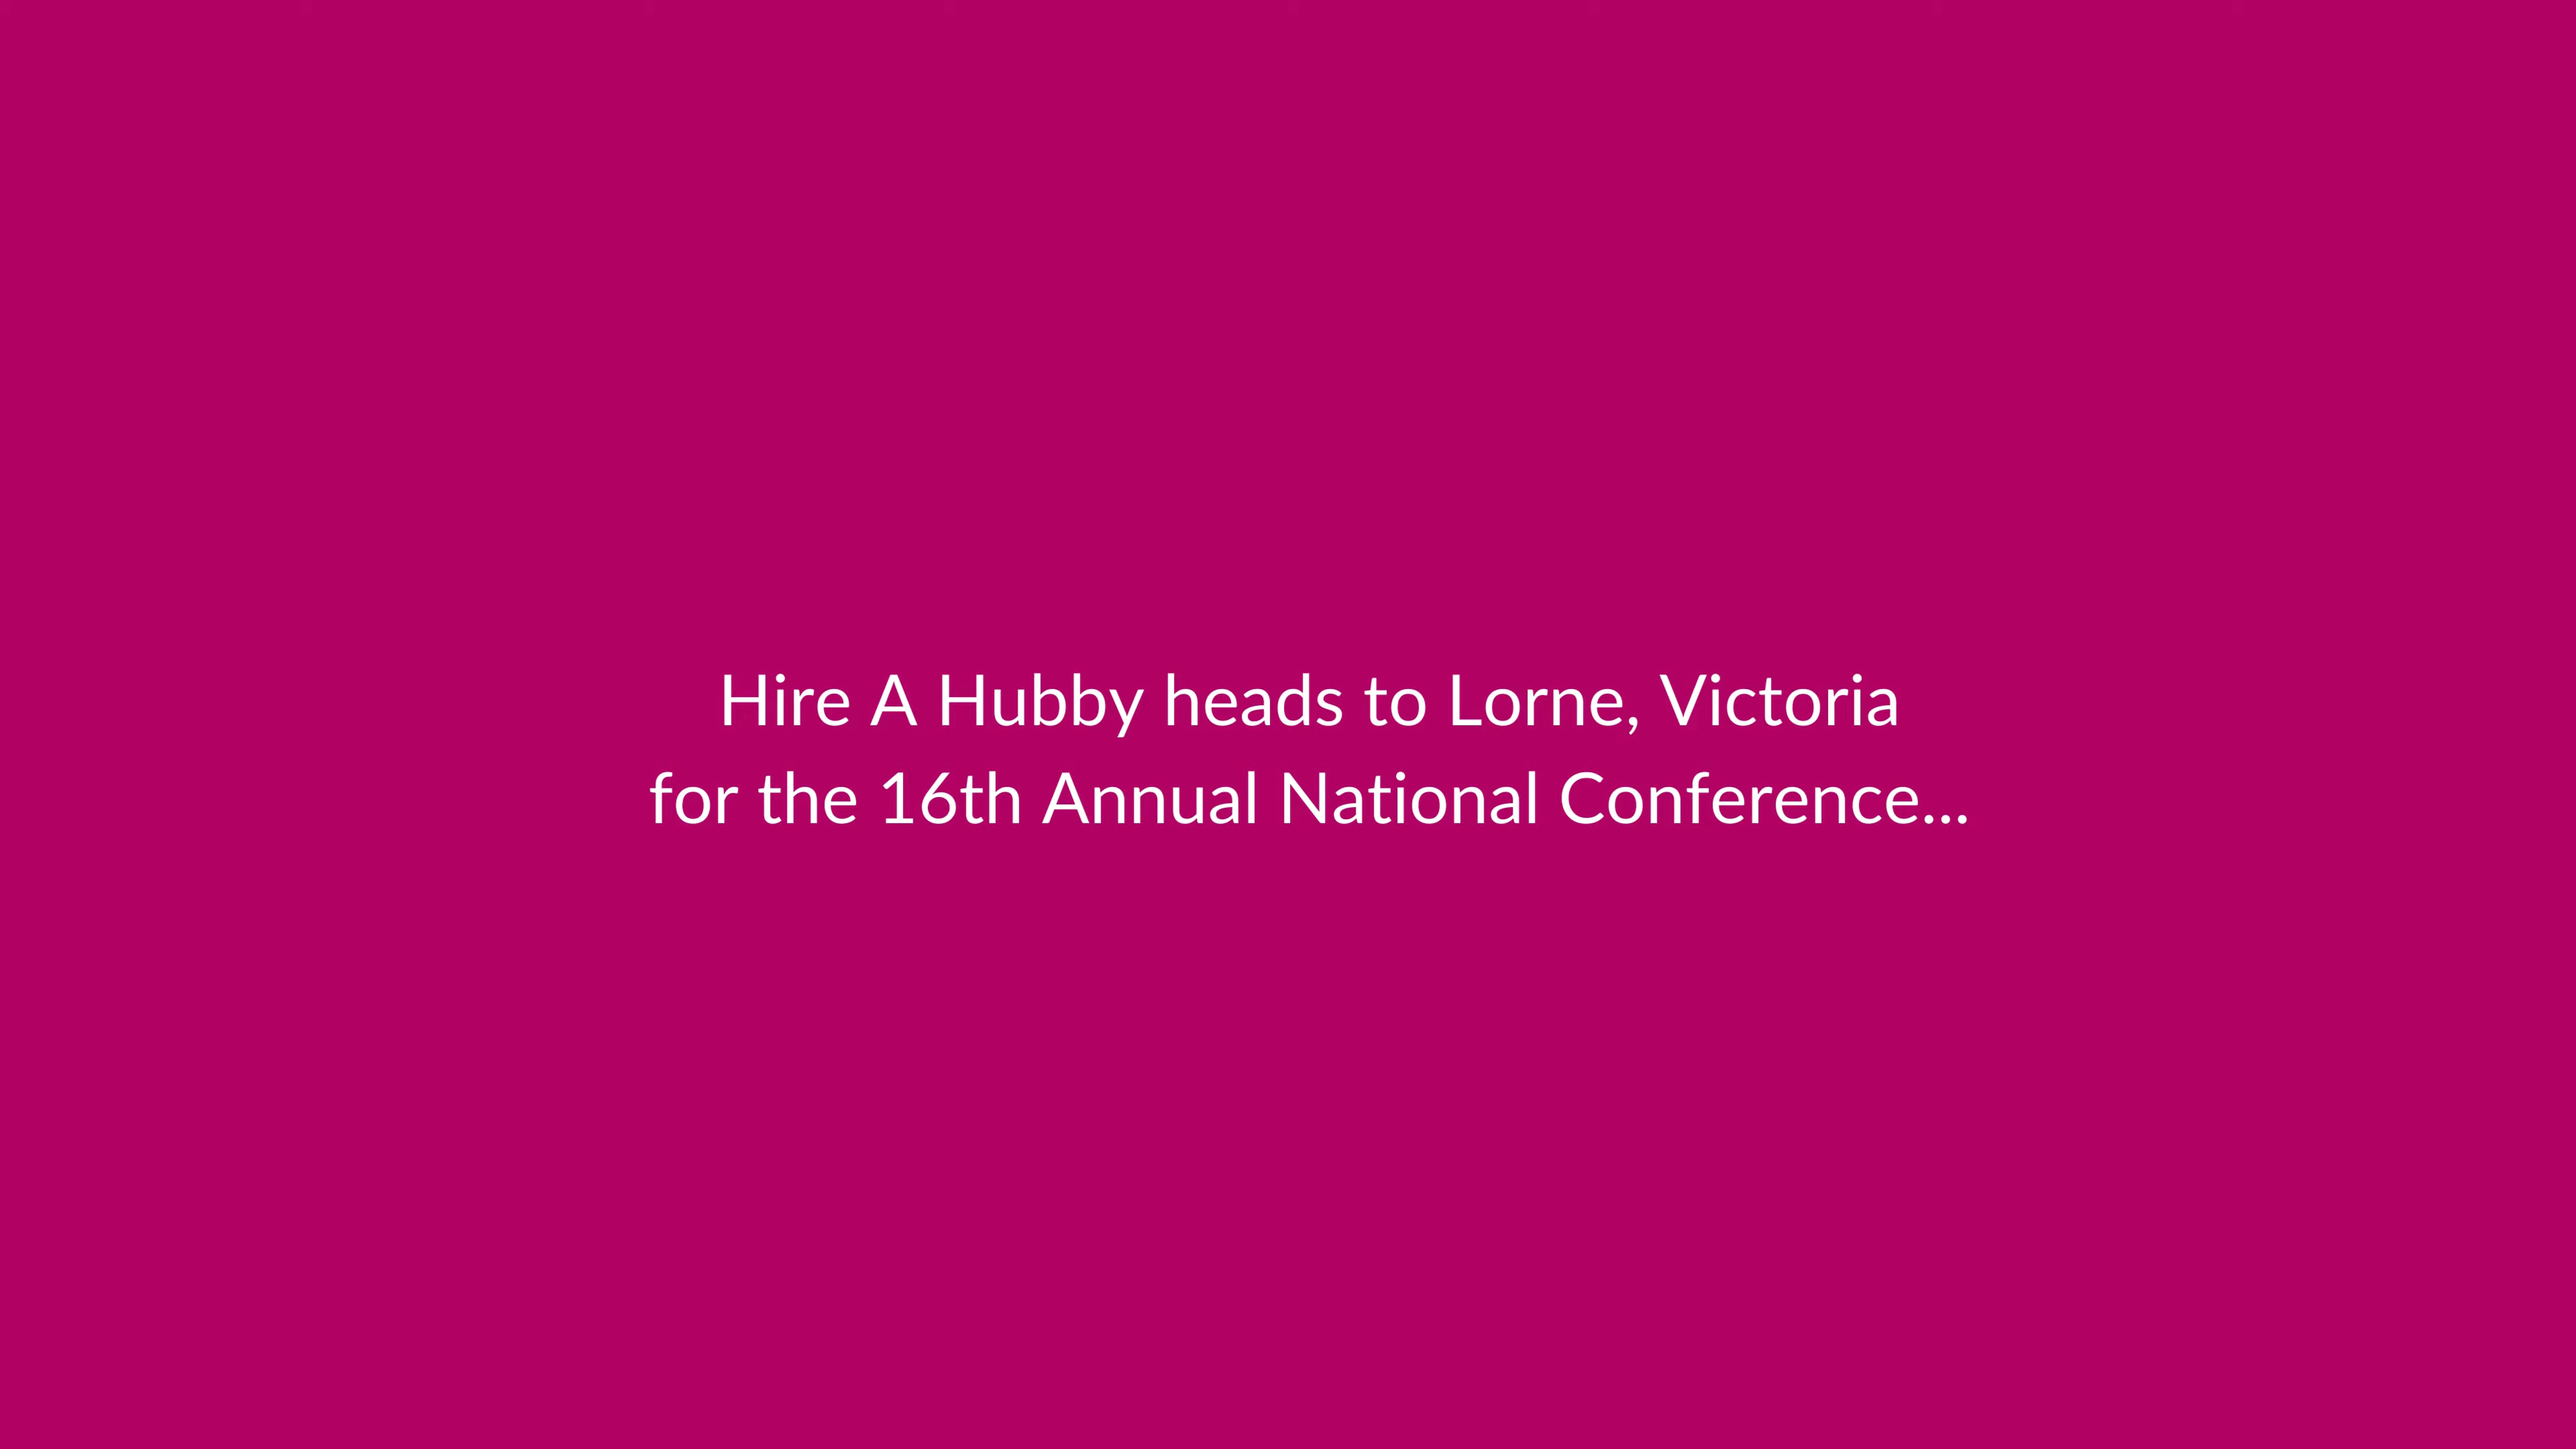 Hire A Hubby heads to Lorne, Victoria
for the 16th Annual National Conference...